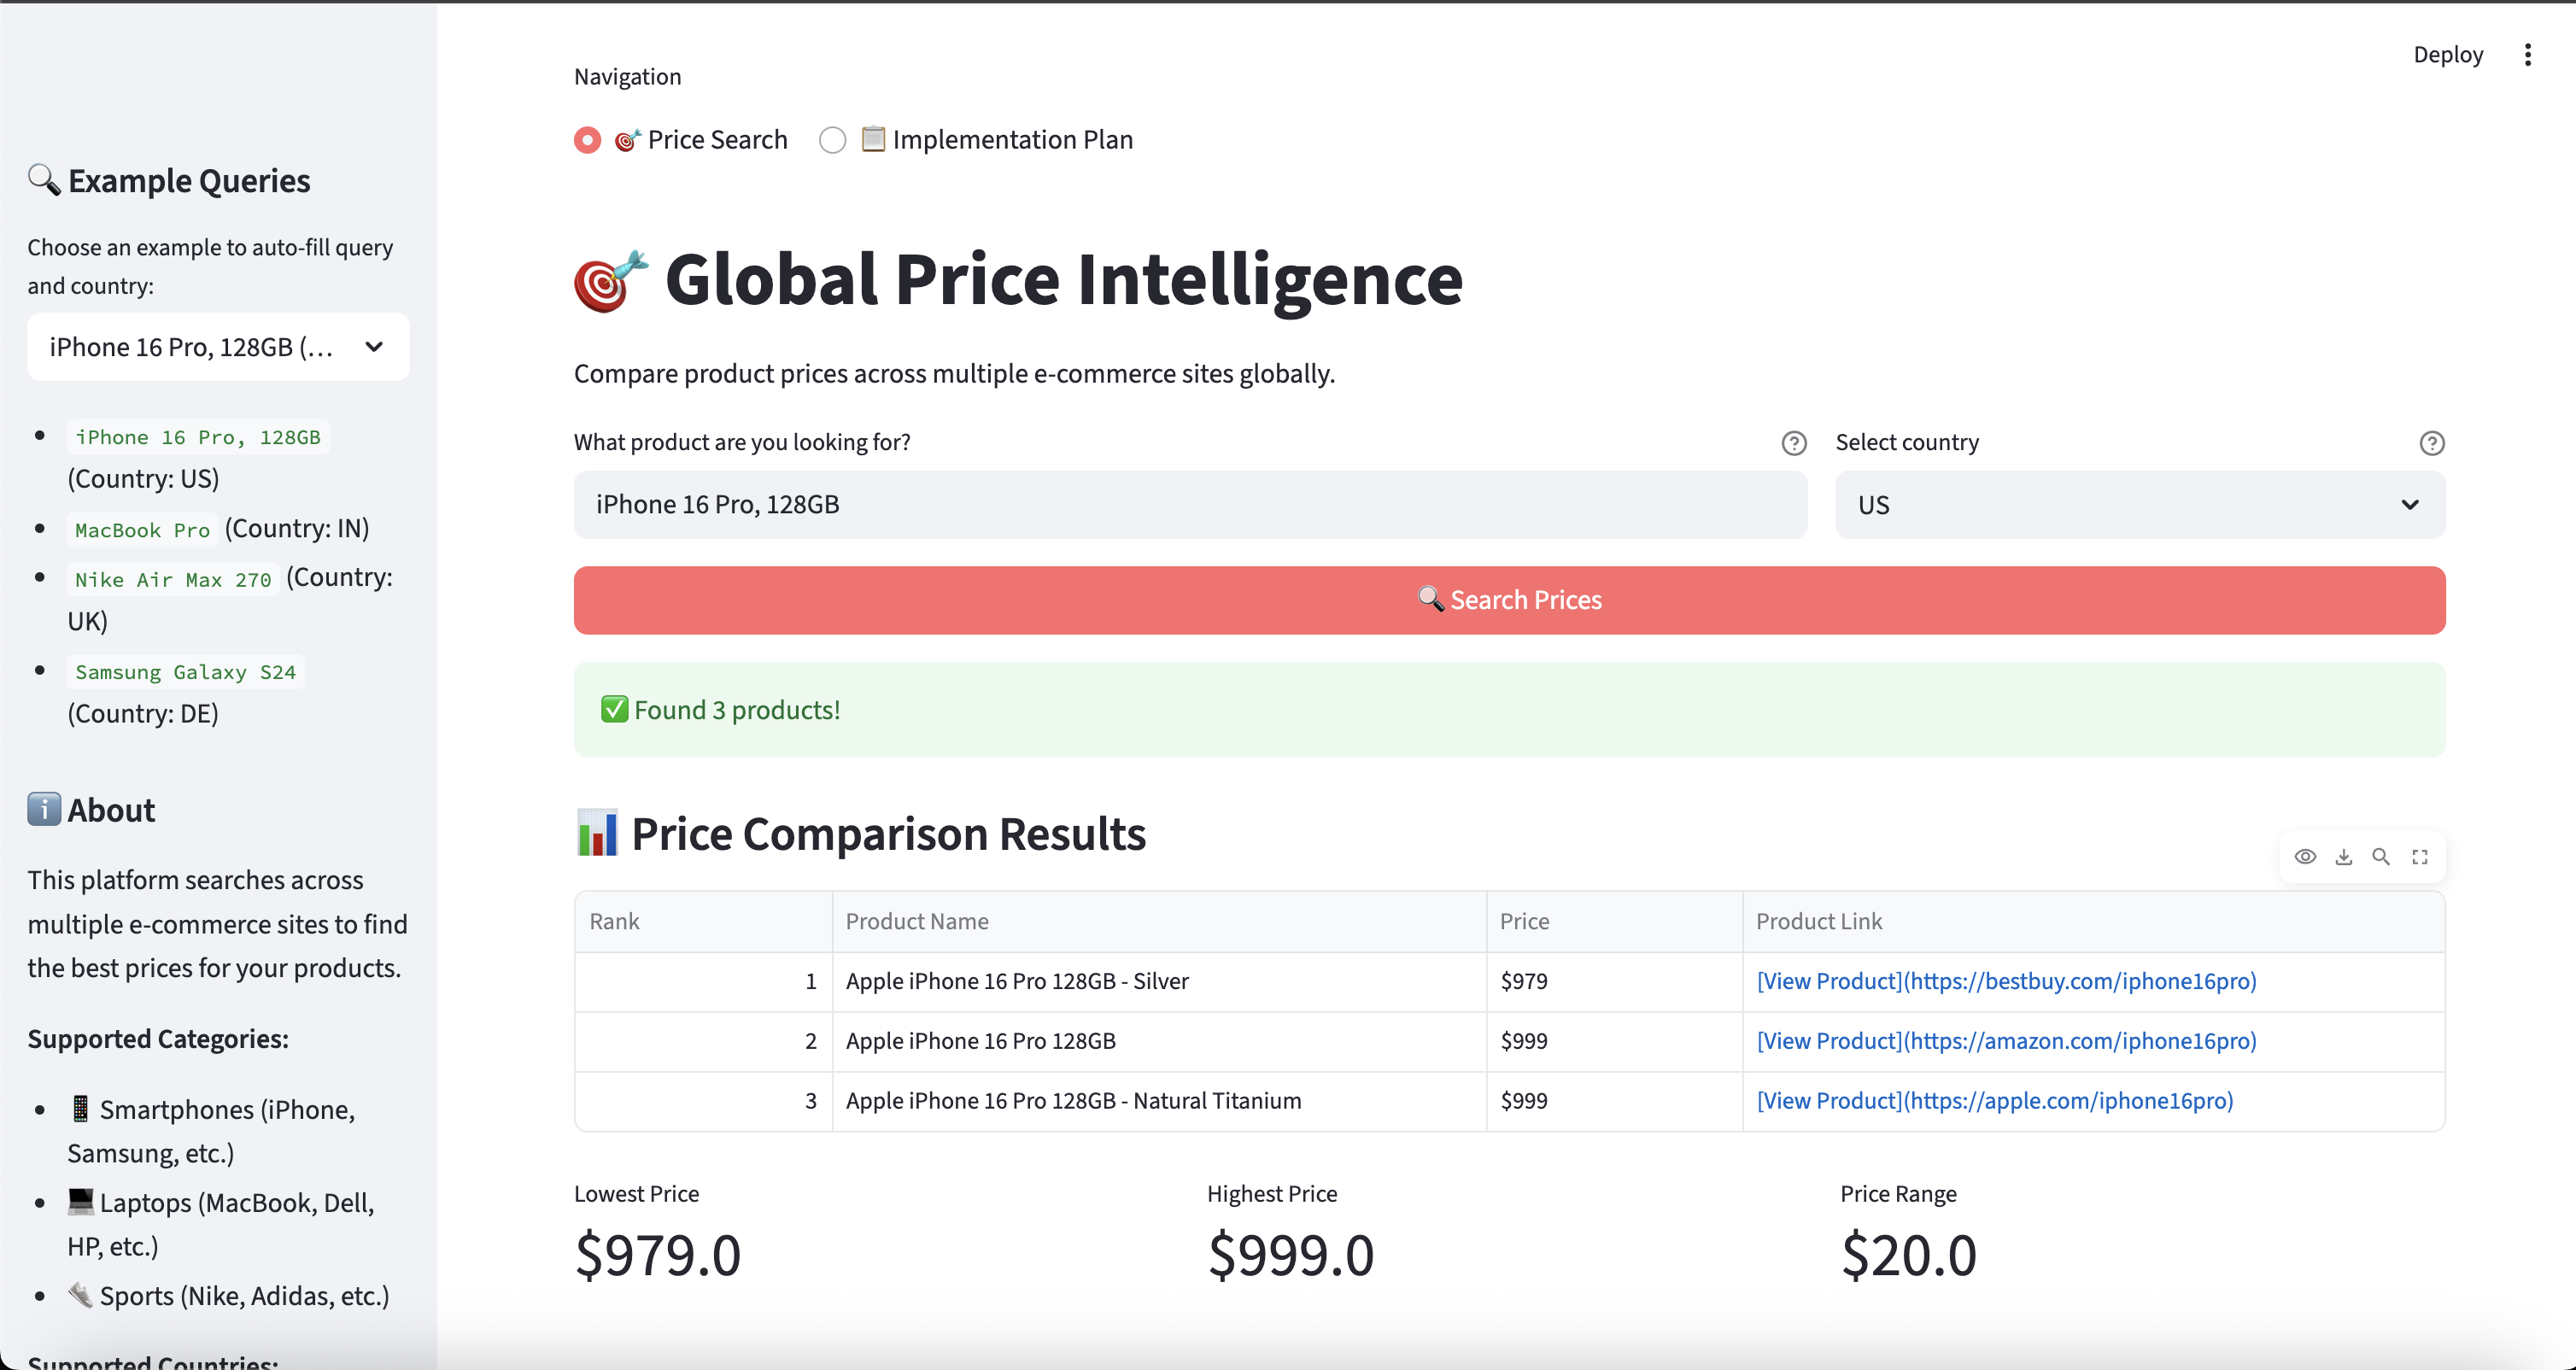 Deploy
Navigation
Price Search
Implementation Plan
Example Queries
Choose an example to auto-fill query
and country:
iPhone 16 Pro, 128GB (...
iPhone 16 Pro, 128GB
(Country: US)
MacBook Pro (Country: IN)
Nike Air Max 270 (Country:
UK)
Samsung Galaxy S24
(Country: DE)
About
This platform searches across
multiple e-commerce sites to find
the best prices for your products.
Supported Categories:
Smartphones (iPhone,
Samsung, etc.)
Laptops (MacBook, Dell,
HP, etc.)
Sports (Nike, Adidas, etc.)
Supported Countries:
Global Price Intelligence
Compare product prices across multiple e-commerce sites globally.
What product are you looking for?
Select country
iPhone 16 Pro, 128GB
US
Search Prices
Found 3 products!
Price Comparison Results
Rank Product Name Price Product Link
1 Apple iPhone 16 Pro 128GB - Silver $979 [View Product](https://bestbuy.com/iphone16pro)
2 Apple iPhone 16 Pro 128GB $999 [View Product](https://amazon.com/iphone16pro)
3 Apple iPhone 16 Pro 128GB - Natural Titanium $999 [View Product](https://apple.com/iphone16pro)
Lowest Price Highest Price Price Range
$979.0 $999.0 $20.0